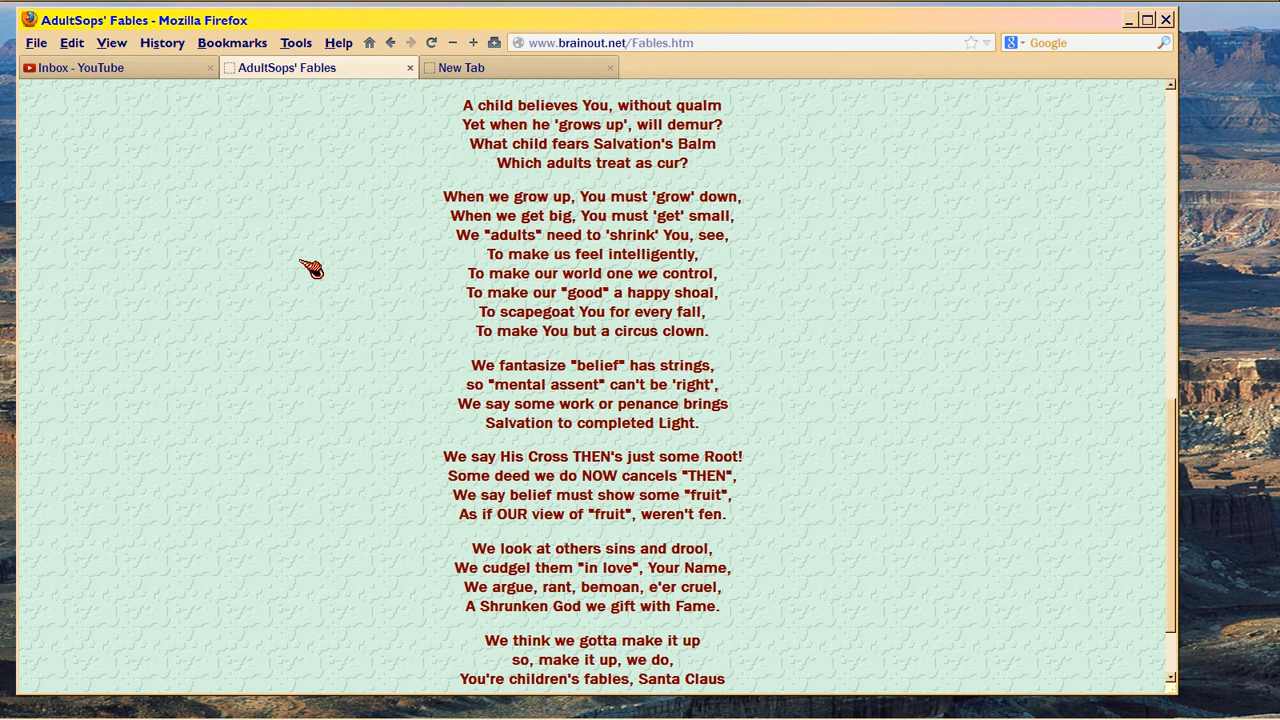 AdultSops' Fables - Mozilla Firefox
File Edit View History Bookmarks Tools Help
www.brainout.net/Fables.htm
Google
Inbox - YouTube
AdultSops' Fables
New Tab
A child believes You, without qualm
Yet when he 'grows up', will demur?
What child fears Salvation's Balm
Which adults treat as cur?
When we grow up, You must 'grow' down,
When we get big, You must 'get' small,
We "adults" need to 'shrink' You, see,
To make us feel intelligently,
To make our world one we control,
To make our "good" a happy shoal,
To scapegoat You for every fall,
To make You but a circus clown.
We fantasize "belief" has strings,
so "mental assent" can't be 'right',
We say some work or penance brings
Salvation to completed Light.
We say His Cross THEN's just some Root!
Some deed we do NOW cancels "THEN",
We say belief must show some "fruit",
As if OUR view of "fruit", weren't fen.
We look at others sins and drool,
We cudgel them "in love", Your Name,
We argue, rant, bemoan, e'er cruel,
A Shrunken God we gift with Fame.
We think we gotta make it up
so, make it up, we do,
You're children's fables, Santa Claus